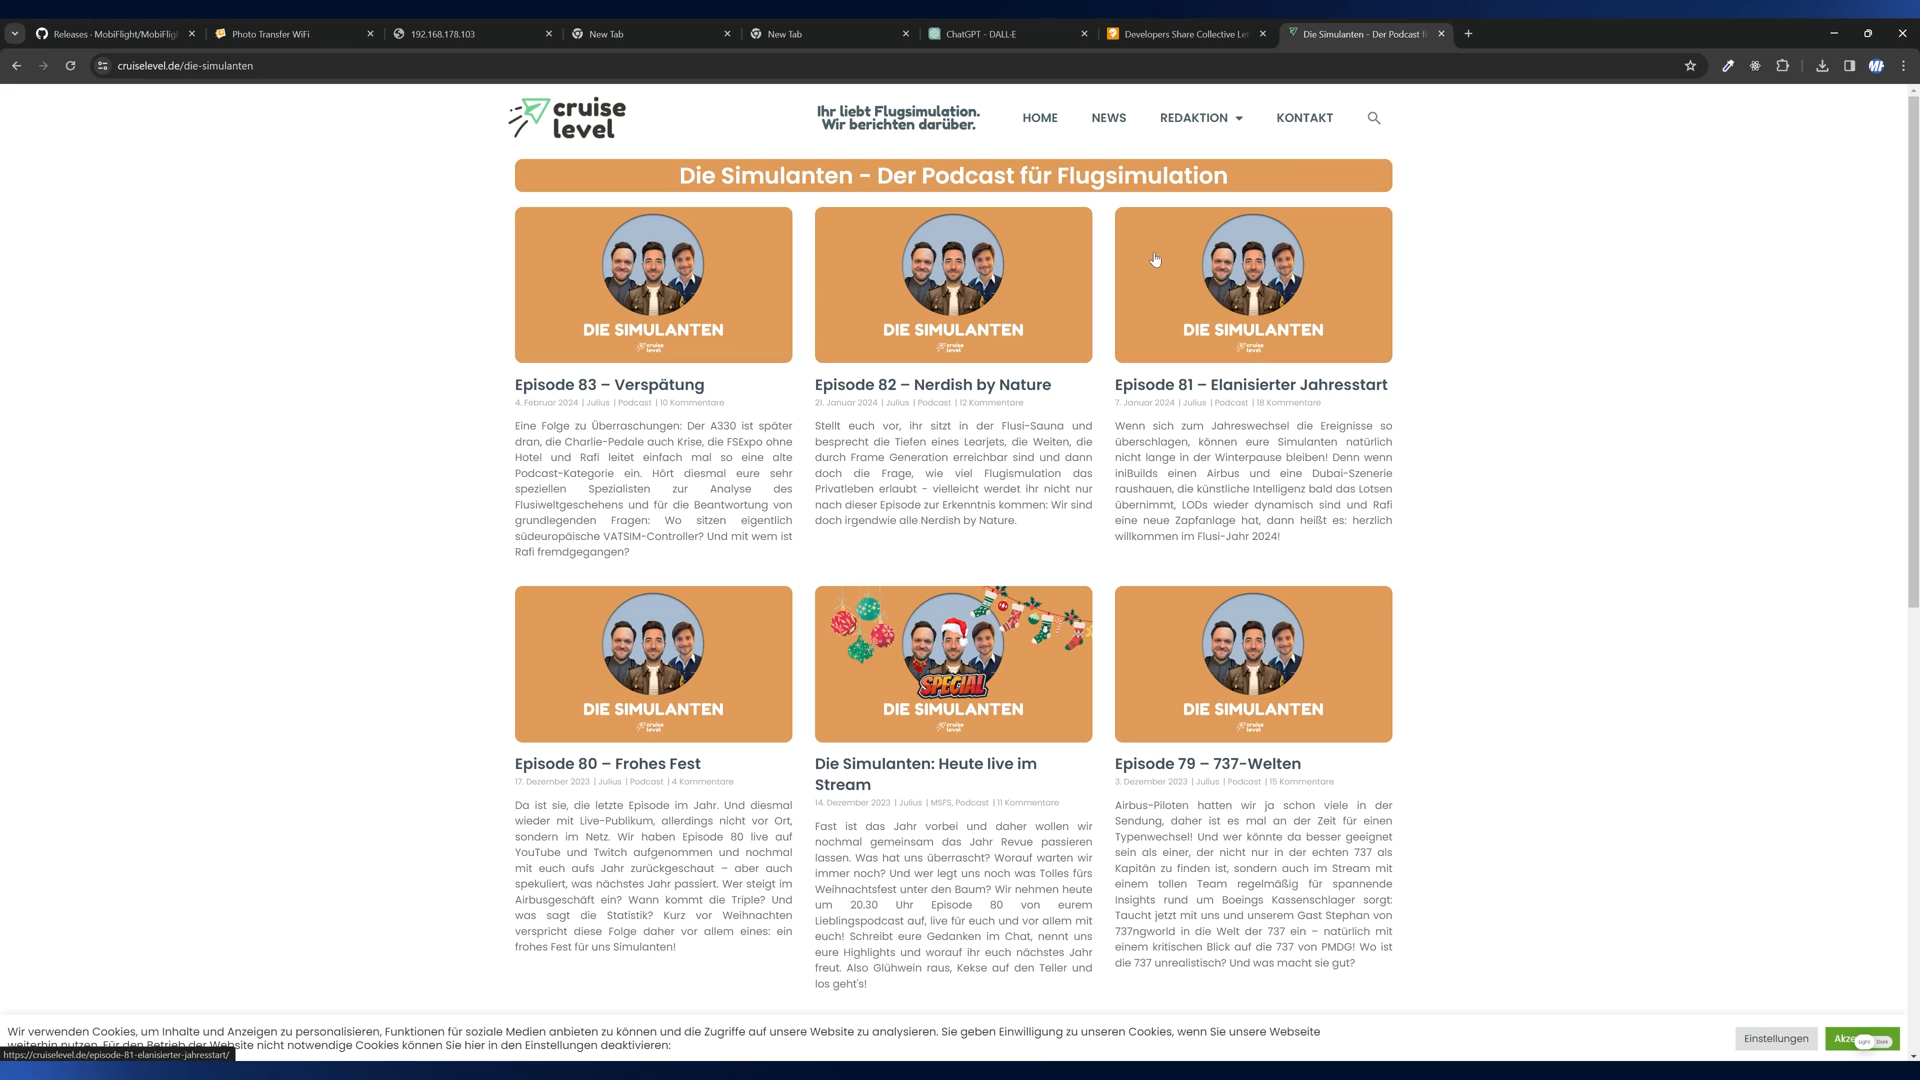 Releases · MobiFlight/MobiFlig
Photo Transfer WiFi
192.168.178.103
New Tab
New Tab
ChatGPT - DALL·E
Developers Share Collective Le
Die Simulanten - Der Podcast f
cruiselevel.de/die-simulanten
cruise
level
Ihr liebt Flugsimulation.
Wir berichten darüber.
HOME
NEWS
REDAKTION
KONTAKT
Die Simulanten - Der Podcast für Flugsimulation
DIE SIMULANTEN
cruise
level
DIE SIMULANTEN
cruise
level
DIE SIMULANTEN
cruise
level
Episode 83 – Verspätung
4. Februar 2024 | Julius | Podcast | 10 Kommentare
Eine Folge zu Überraschungen: Der A330 ist später
dran, die Charlie-Pedale auch Krise, die FSExpo ohne
Hotel und Rafi leitet einfach mal so eine alte
Podcast-Kategorie ein. Hört diesmal eure sehr
speziellen Spezialisten zur Analyse des
Flusiweltgeschehens und für die Beantwortung von
grundlegenden Fragen: Wo sitzen eigentlich
südeuropäische VATSIM-Controller? Und mit wem ist
Rafi fremdgegangen?
Episode 82 – Nerdish by Nature
21. Januar 2024 | Julius | Podcast | 12 Kommentare
Stellt euch vor, ihr sitzt in der Flusi-Sauna und
besprecht die Tiefen eines Learjets, die Weiten, die
durch Frame Generation erreichbar sind und dann
doch die Frage, wie viel Flugismulation das
Privatleben erlaubt - vielleicht werdet ihr nicht nur
nach dieser Episode zur Erkenntnis kommen: Wir sind
doch irgendwie alle Nerdish by Nature.
Episode 81 – Elanisierter Jahresstart
7. Januar 2024 | Julius | Podcast | 18 Kommentare
Wenn sich zum Jahreswechsel die Ereignisse so
überschlagen, können eure Simulanten natürlich
nicht lange in der Winterpause bleiben! Denn wenn
iniBuilds einen Airbus und eine Dubai-Szenerie
raushauen, die künstliche Intelligenz bald das Lotsen
übernimmt, LODs wieder dynamisch sind und Rafi
eine neue Zapfanlage hat, dann heißt es: herzlich
willkommen im Flusi-Jahr 2024!
DIE SIMULANTEN
cruise
level
SPECIAL
DIE SIMULANTEN
cruise
level
DIE SIMULANTEN
cruise
level
Episode 80 – Frohes Fest
17. Dezember 2023 | Julius | Podcast | 4 Kommentare
Da ist sie, die letzte Episode im Jahr. Und diesmal
wieder mit Live-Publikum, allerdings nicht vor Ort,
sondern im Netz. Wir haben Episode 80 live auf
YouTube und Twitch aufgenommen und nochmal
mit euch aufs Jahr zurückgeschaut – aber auch
spekuliert, was nächstes Jahr passiert. Wer steigt im
Airbusgeschäft ein? Wann kommt die Triple? Und
was sagt die Statistik? Kurz vor Weihnachten
verspricht diese Folge daher vor allem eines: ein
frohes Fest für uns Simulanten!
Die Simulanten: Heute live im
Stream
14. Dezember 2023 | Julius | MSFS, Podcast | 11 Kommentare
Fast ist das Jahr vorbei und daher wollen wir
nochmal gemeinsam das Jahr Revue passieren
lassen. Was hat uns überrascht? Worauf warten wir
immer noch? Und wer legt uns noch was Tolles fürs
Weihnachtsfest unter den Baum? Wir nehmen heute
um 20.30 Uhr Episode 80 von eurem
Lieblingspodcast auf, live für euch und vor allem mit
euch! Schreibt eure Gedanken im Chat, nennt uns
eure Highlights und worauf ihr euch nächstes Jahr
freut. Also Glühwein raus, Kekse auf den Teller und
los geht's!
Episode 79 – 737-Welten
3. Dezember 2023 | Julius | Podcast | 15 Kommentare
Airbus-Piloten hatten wir ja schon viele in der
Sendung, daher ist es mal an der Zeit für einen
Typenwechsel! Und wer könnte da besser geeignet
sein als einer, der nicht nur in der echten 737 als
Kapitän zu finden ist, sondern auch im Stream mit
einem tollen Team regelmäßig für spannende
Insights rund um Boeings Kassenschlager sorgt:
Taucht jetzt mit uns und unserem Gast Stephan von
737ngworld in die Welt der 737 ein – natürlich mit
einem kritischen Blick auf die 737 von PMDG! Wo ist
die 737 unrealistisch? Und was macht sie gut?
Wir verwenden Cookies, um Inhalte und Anzeigen zu personalisieren, Funktionen für soziale Medien anbieten zu können und die Zugriffe auf unsere Website zu analysieren. Sie geben Einwilligung zu unseren Cookies, wenn Sie unsere Webseite
weiterhin nutzen. Für den Betrieb der Website nicht notwendige Cookies können Sie hier in den Einstellungen deaktivieren:
Einstellungen
Akze
Light Dark
https://cruiselevel.de/episode-81-elanisierter-jahresstart/